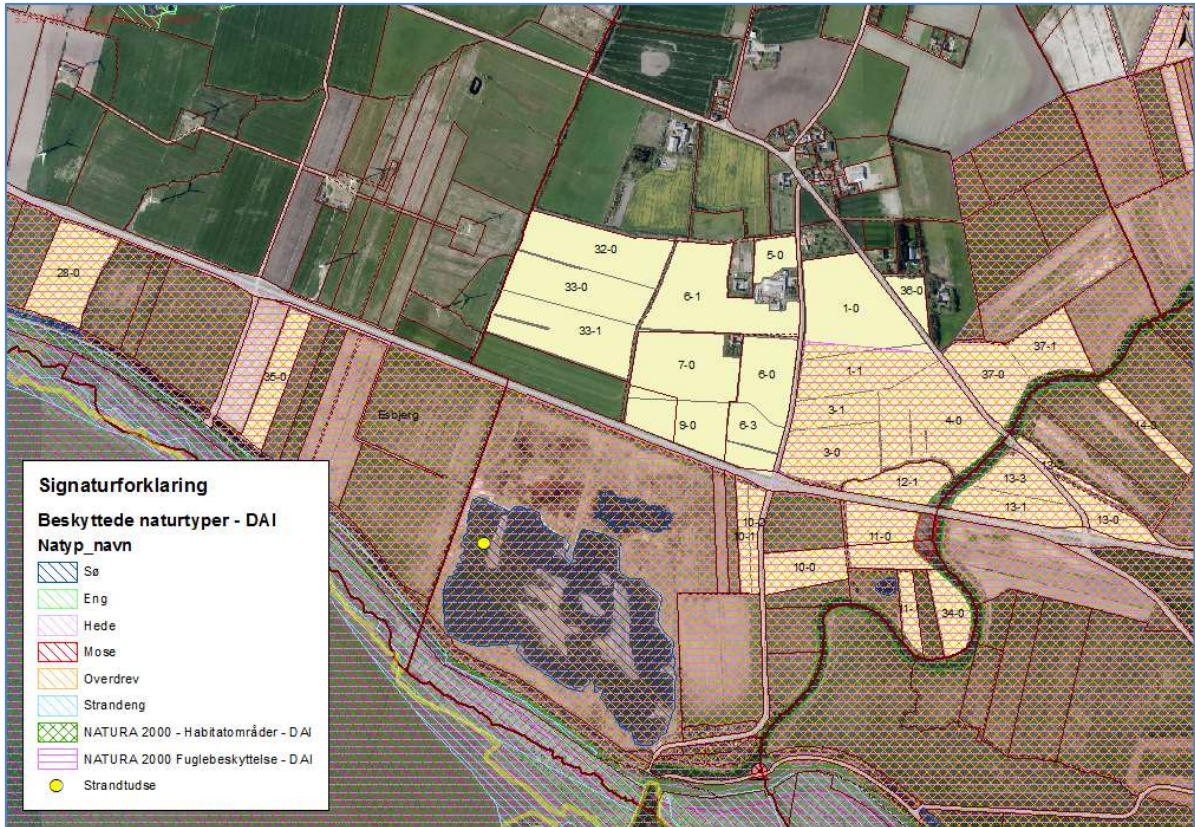 32-0
5-0
28-0
33-0
6-1
36-0
1-0
33-1
37-1
7-0
1-1
37-0
35-0
6-0
3-1
Esbjerg
4-0
14-0
9-0
6-3
3-0
12-1
13-3
13-1
13-0
10-1
11-0
10-0
11-1
34-0
Signaturforklaring
Beskyttede naturtyper - DAI
Natyp_navn
Sø
Eng
Hede
Mose
Overdrev
Strandeng
NATURA 2000 - Habitatområder - DAI
NATURA 2000 Fuglebeskyttelse - DAI
Strandtudse